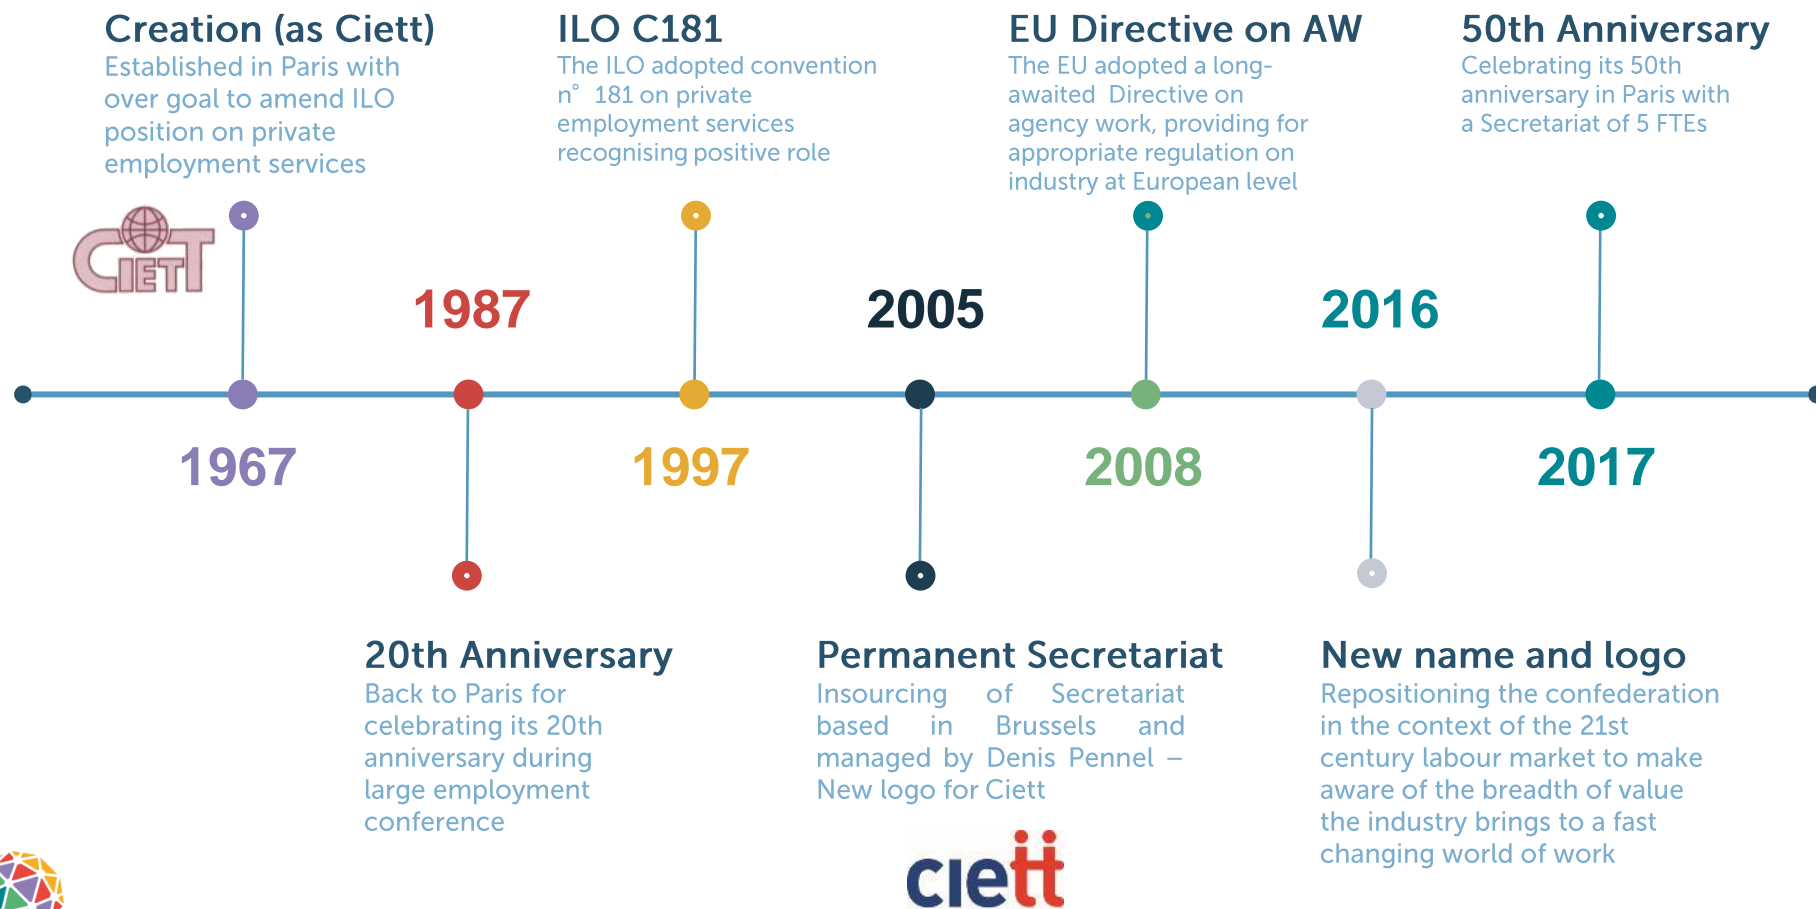 Creation (as Ciett)
Established in Paris with
over goal to amend ILO
position on private
employment services
ILO C181
The ILO adopted convention
n° 181 on private
employment services
recognising positive role
EU Directive on AW
The EU adopted a long-
awaited Directive on
agency work, providing for
appropriate regulation on
industry at European level
50th Anniversary
Celebrating its 50th
anniversary in Paris with
a Secretariat of 5 FTEs
CIETT
1987
2005
2016
1967
1997
2008
2017
20th Anniversary
Back to Paris for
celebrating its 20th
anniversary during
large employment
conference
Permanent Secretariat
Insourcing of Secretariat
based in Brussels and
managed by Denis Pennel –
New logo for Ciett
ciett
New name and logo
Repositioning the confederation
in the context of the 21st
century labour market to make
aware of the breadth of value
the industry brings to a fast
changing world of work